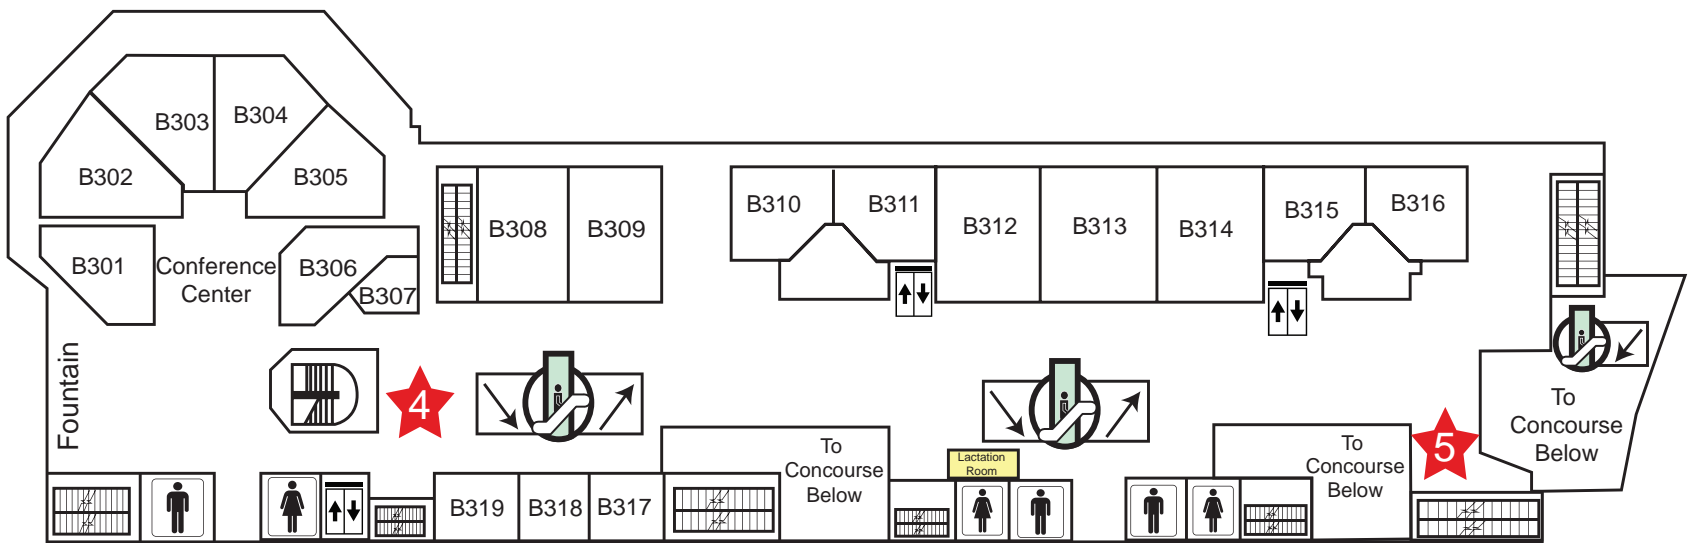 B303
B304
B302
B305
B310
B311
B315
B316
B308
B309
B312
B313
B314
B301
Conference
Center
B306
B307
Fountain
4
To
Concourse
Below
5
To
Concourse
Below
To
Concourse
Below
Lactation
Room
B319
B318
B317